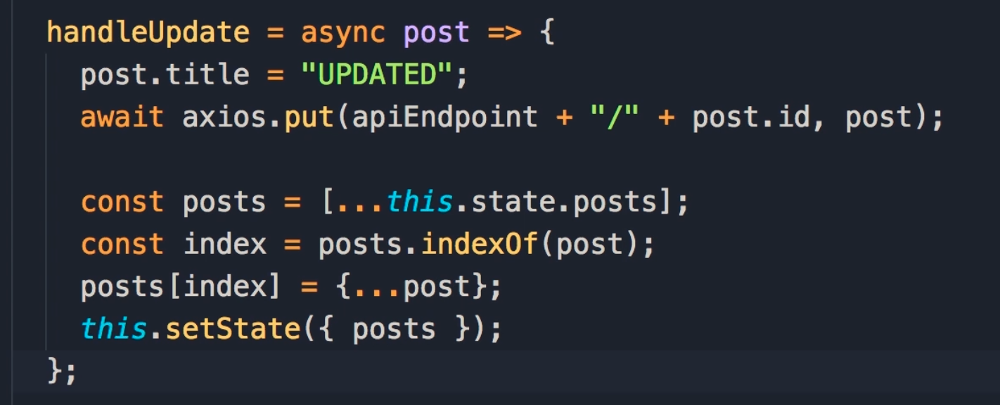 handleUpdate = async post => {
post.title = "UPDATED";
await axios.put(apiEndpoint + "/" + post.id, post);
const posts = [...this.state.posts];
const index = posts.indexOf(post);
posts[index] = {...post};
this.setState({ posts });
};